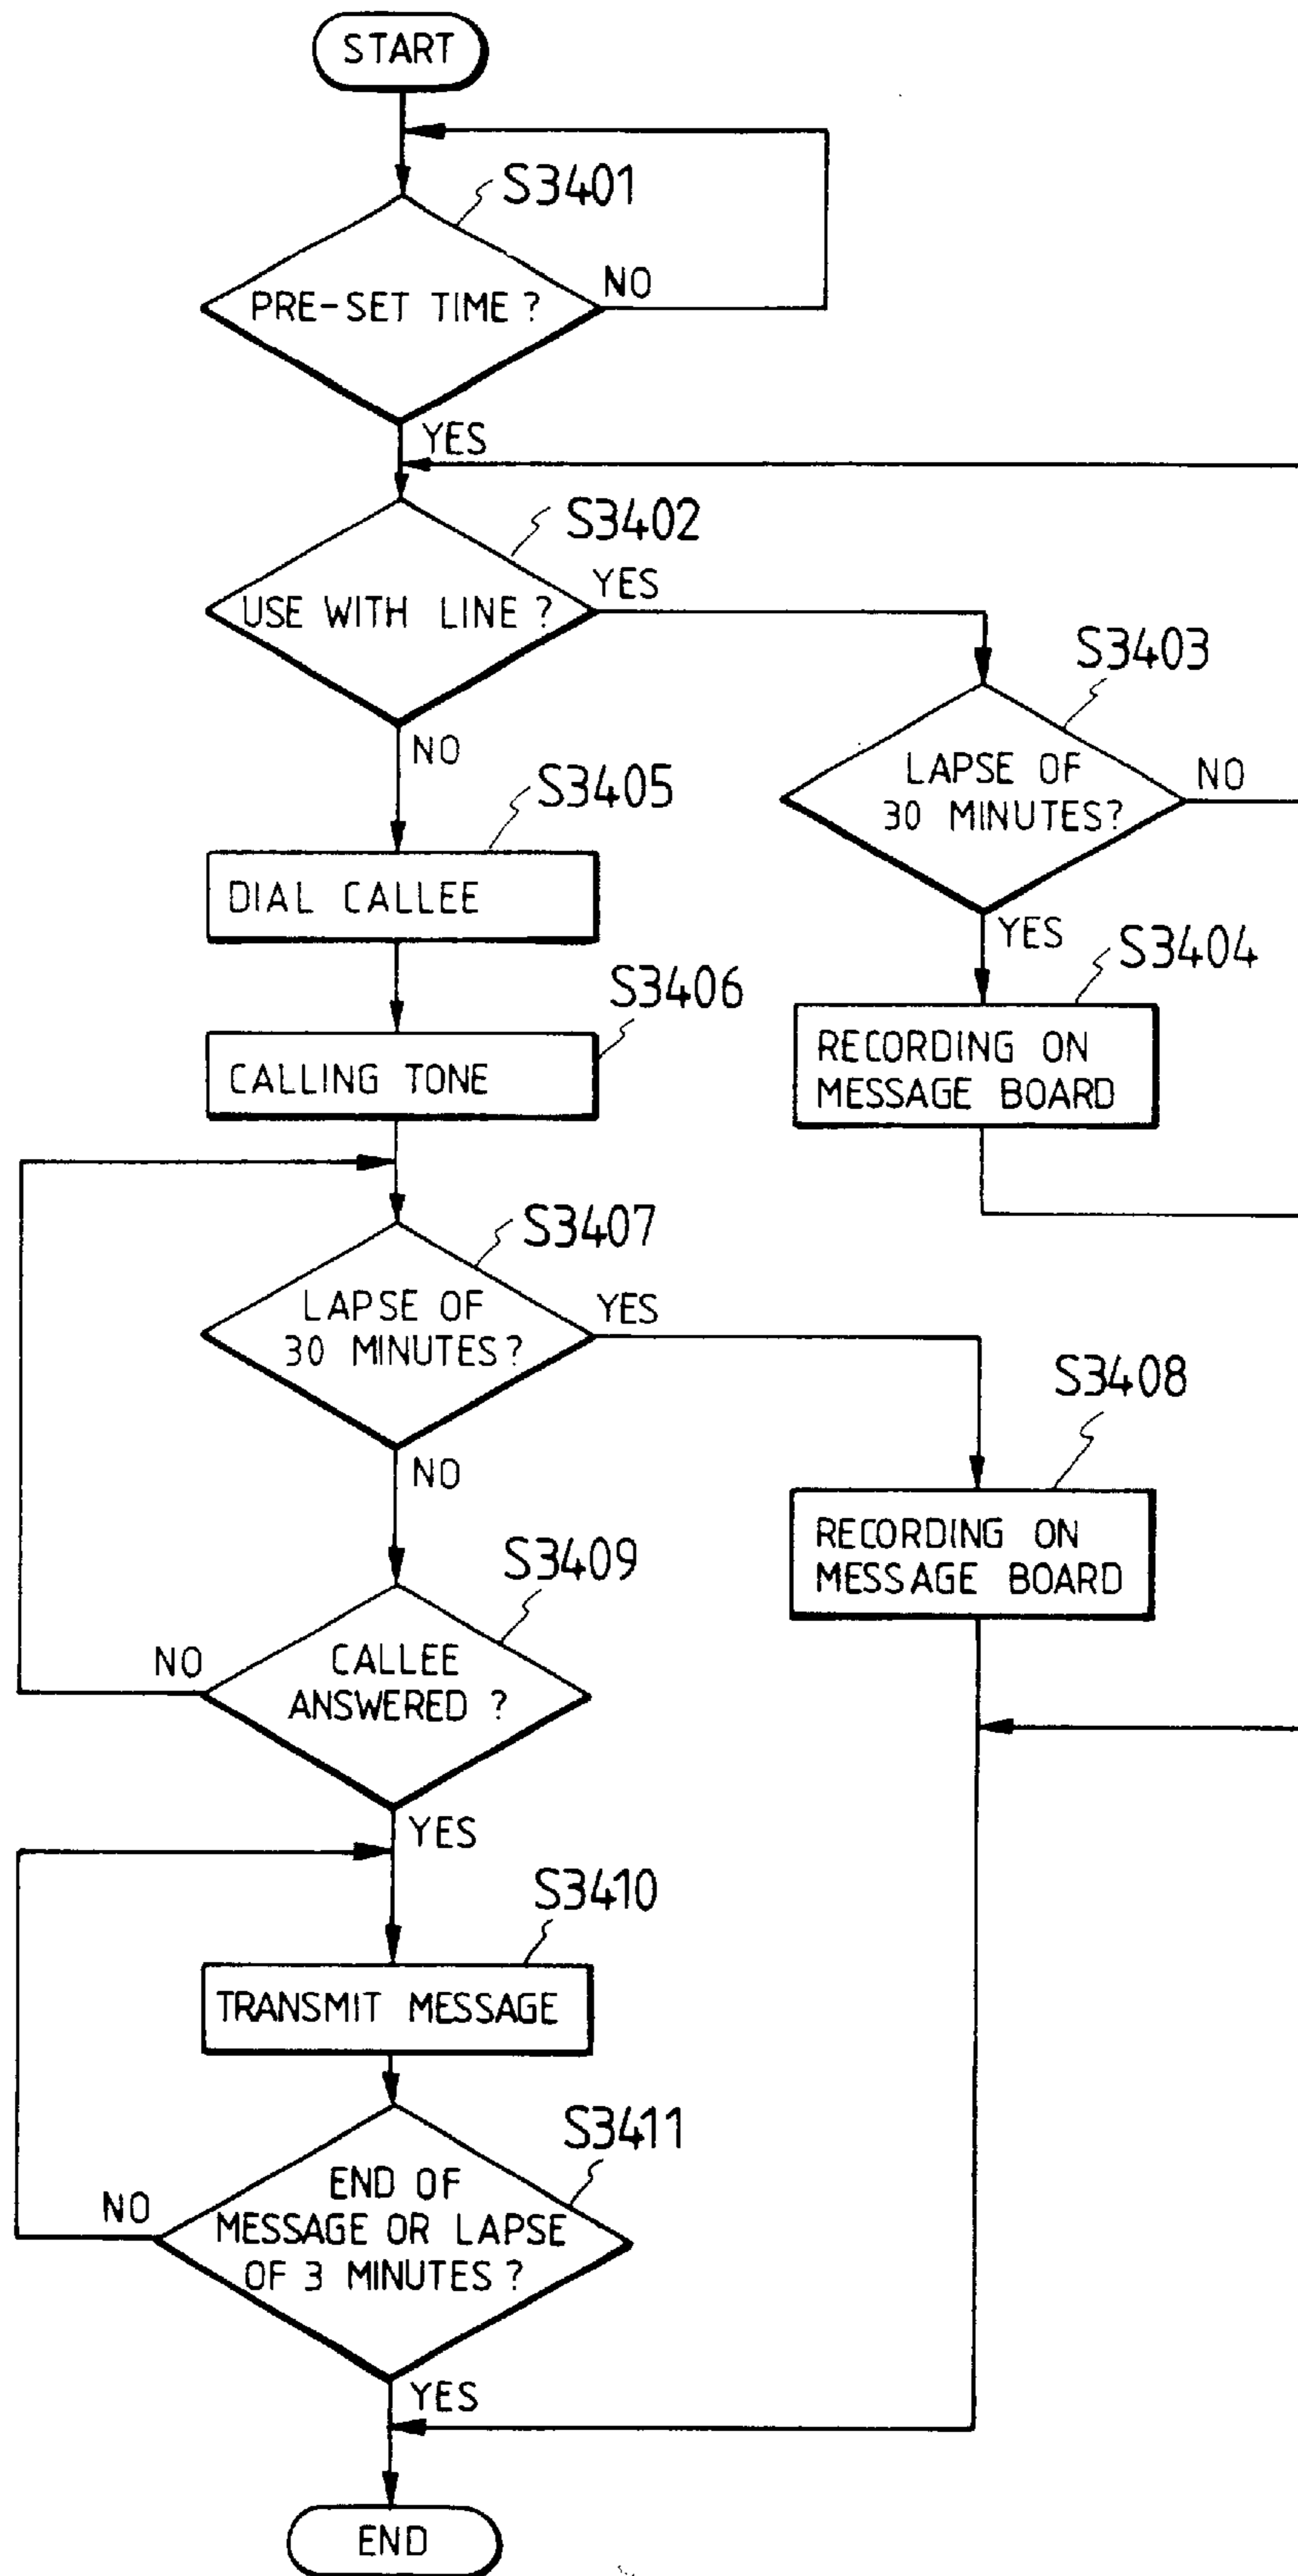 START
S3401
PRE-SET TIME ?
NO
YES
S3402
USE WITH LINE ?
YES
NO
S3403
LAPSE OF
30 MINUTES?
NO
YES
S3404
RECORDING ON
MESSAGE BOARD
S3405
DIAL CALLEE
S3406
CALLING TONE
S3407
LAPSE OF
30 MINUTES?
YES
NO
S3408
RECORDING ON
MESSAGE BOARD
S3409
CALLEE
ANSWERED ?
NO
YES
S3410
TRANSMIT MESSAGE
S3411
END OF
MESSAGE OR LAPSE
OF 3 MINUTES ?
NO
YES
END